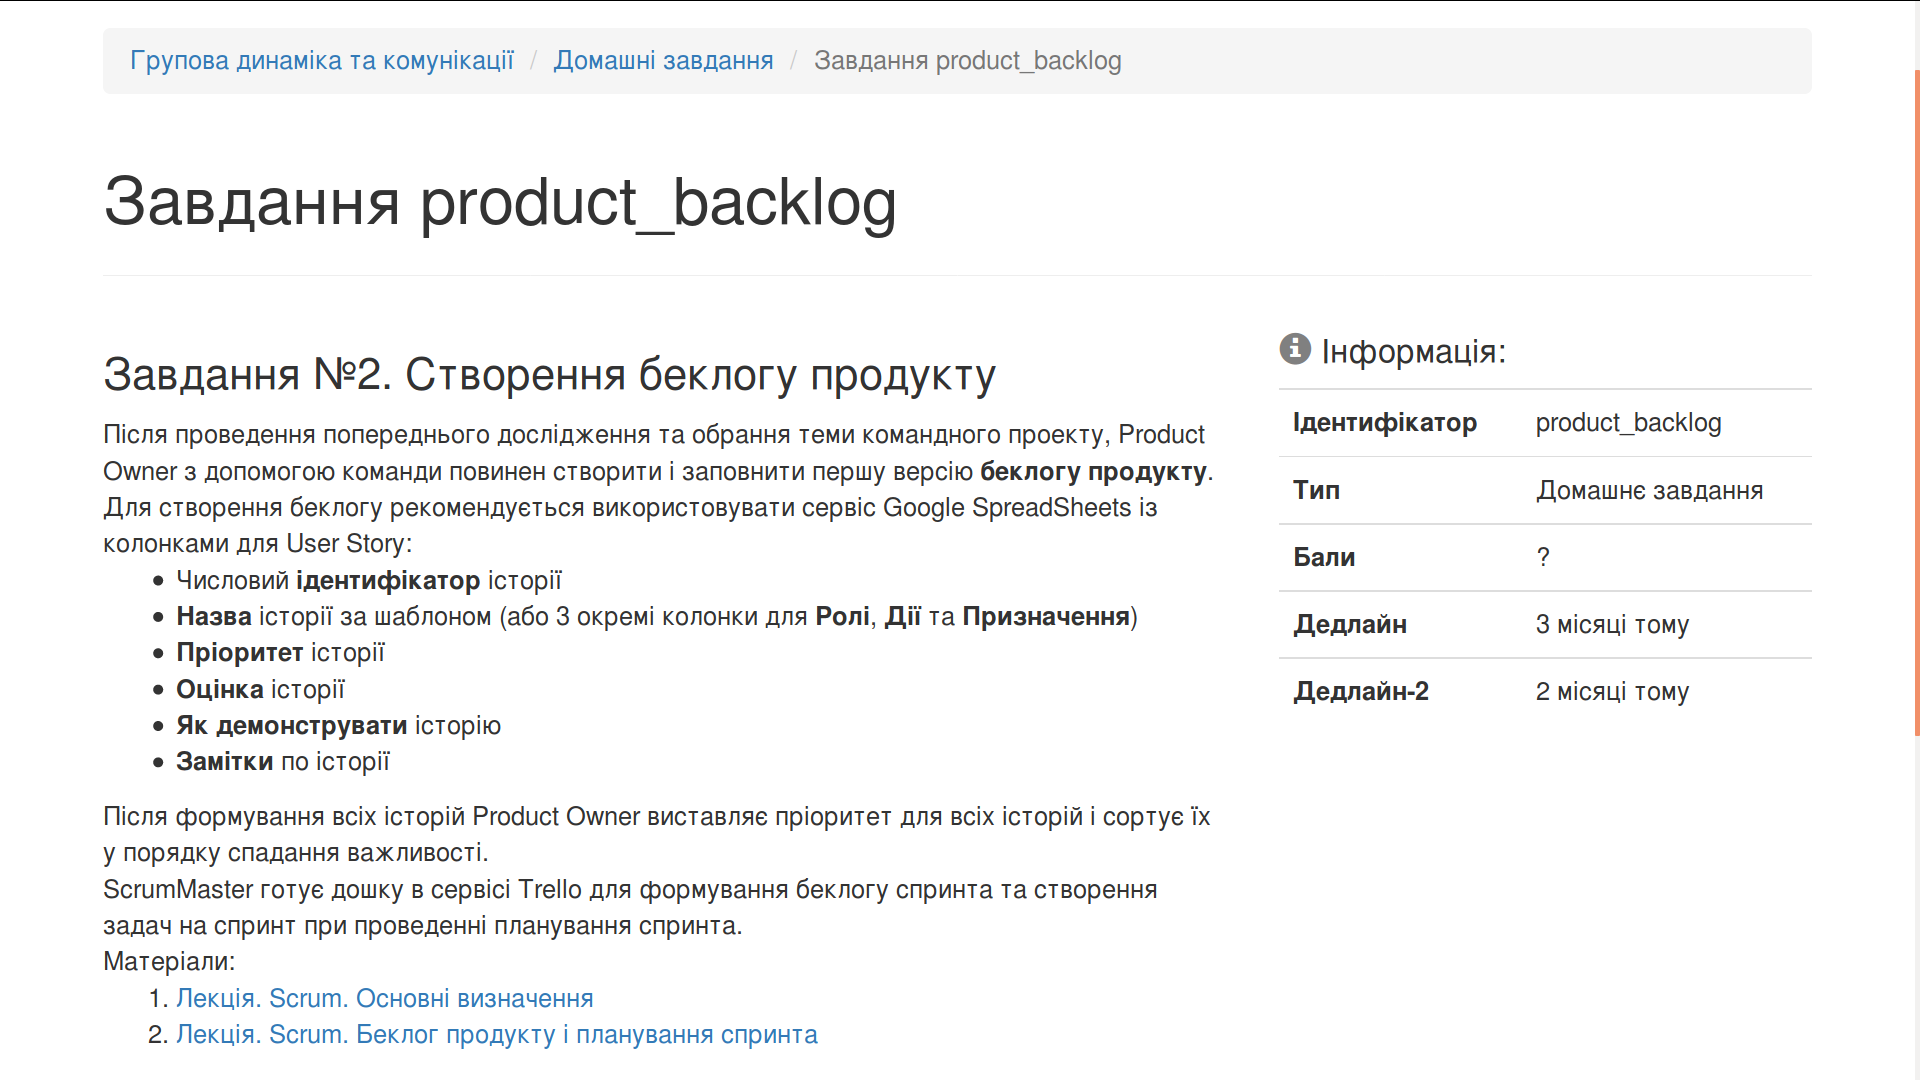 Групова динаміка та комунікації / Домашні завдання / Завдання product_backlog
Завдання product_backlog
Завдання №2. Створення беклогу продукту
Після проведення попереднього дослідження та обрання теми командного проекту, Product
Owner з допомогою команди повинен створити і заповнити першу версію беклогу продукту.
Для створення беклогу рекомендується використовувати сервіс Google SpreadSheets із
колонками для User Story:
• Числовий ідентифікатор історії
• Назва історії за шаблоном (або 3 окремі колонки для Ролі, Дії та Призначення)
• Пріоритет історії
• Оцінка історії
• Як демонструвати історію
• Замітки по історії
Після формування всіх історій Product Owner виставляє пріоритет для всіх історій і сортує їх
у порядку спадання важливості.
ScrumMaster готує дошку в сервісі Trello для формування беклогу спринта та створення
задач на спринт при проведенні планування спринта.
Матеріали:
1. Лекція. Scrum. Основні визначення
2. Лекція. Scrum. Беклог продукту і планування спринта
Інформація:
Ідентифікатор product_backlog
Тип Домашнє завдання
Бали ?
Дедлайн 3 місяці тому
Дедлайн-2 2 місяці тому